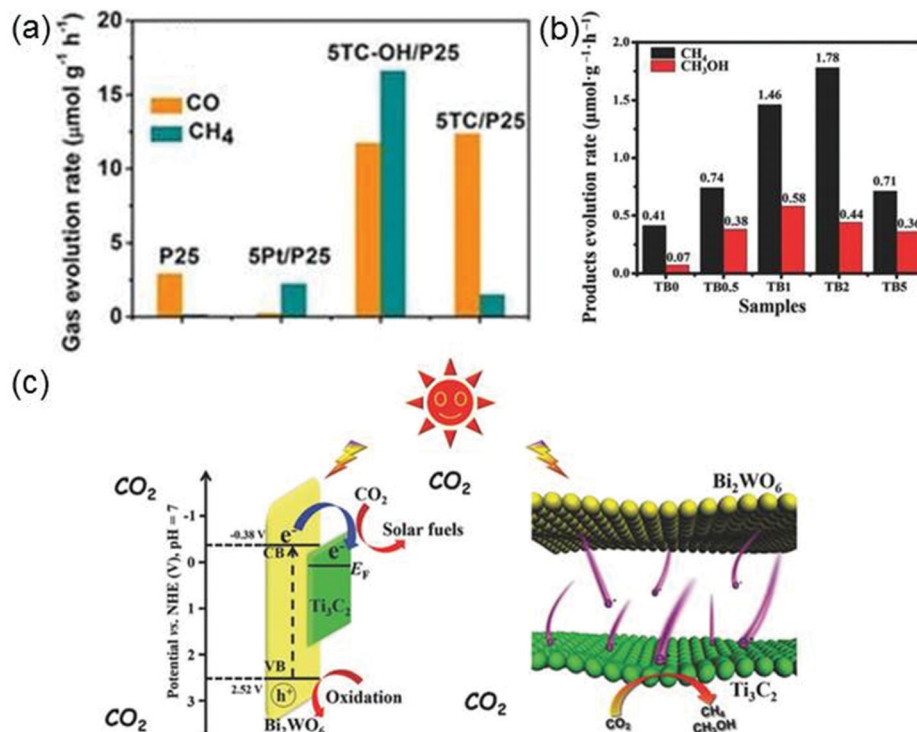 (a)
Gas evolution rate (μmol g⁻¹ h⁻¹)
20
15
10
5
0
CO
CH₄
P25
5Pt/P25
5TC-OH/P25
5TC/P25
(b)
Products evolution rate (μmol·g⁻¹·h⁻¹)
2.0
1.5
1.0
0.5
0.0
CH₄
CH₃OH
0.41
0.07
0.74
0.38
1.46
0.58
1.78
0.44
0.71
0.36
TB0 TB0.5 TB1 TB2 TB5
Samples
(c)
CO₂
CO₂
CO₂
CO₂
Potential vs. NHE (V), pH = 7
-1
0
1
2
3
-0.38 V
2.52 V
e⁻
CB
VB
h⁺
Bi₂WO₆
e⁻
E_F
Ti₃C₂
CO₂
Solar fuels
Oxidation
Bi₂WO₆
Ti₃C₂
CO₂
CH₄
CH₃OH